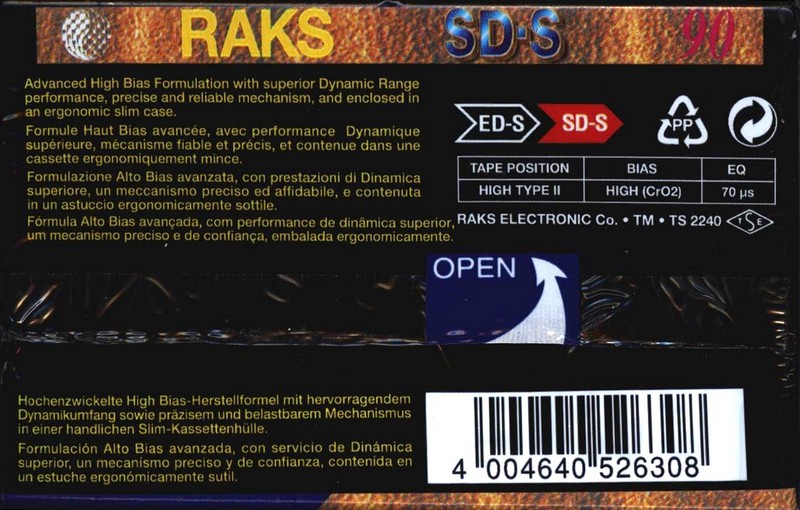 RAKS SD·S 90
Advanced High Bias Formulation with superior Dynamic Range
performance, precise and reliable mechanism, and enclosed in
an ergonomic slim case.
Formule Haut Bias avancée, avec performance Dynamique
supérieure, mécanisme fiable et précis, et contenue dans une
cassette ergonomiquement mince.
Formulazione Alto Bias avanzata, con prestazioni di Dinamica
superiore, un meccanismo preciso ed affidabile, e contenuta
in un astuccio ergonomicamente sottile.
Fórmula Alto Bias avançada, com performance de dinâmica superior,
um mecanismo preciso e de confiança, embalada ergonomicamente.
ED-S SD-S PP
TAPE POSITION BIAS EQ
HIGH TYPE II HIGH (CrO2) 70 µs
RAKS ELECTRONIC Co. • TM • TS 2240 TSE
OPEN
Hochenzwickelte High Bias-Herstellformel mit hervorragendem
Dynamikumfang sowie präzisem und belastbarem Mechanismus
in einer handlichen Slim-Kassettenhülle.
Formulación Alto Bias avanzada, con servicio de Dinámica
superior, un mecanismo preciso y de confianza, contenída en
un estuche ergonómicamente sutil.
4 004640 526308